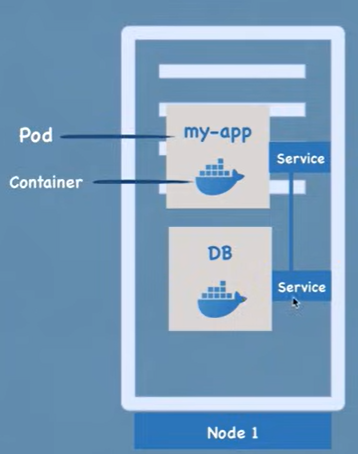 my-app
Pod
Service
Container
DB
Service
Node 1